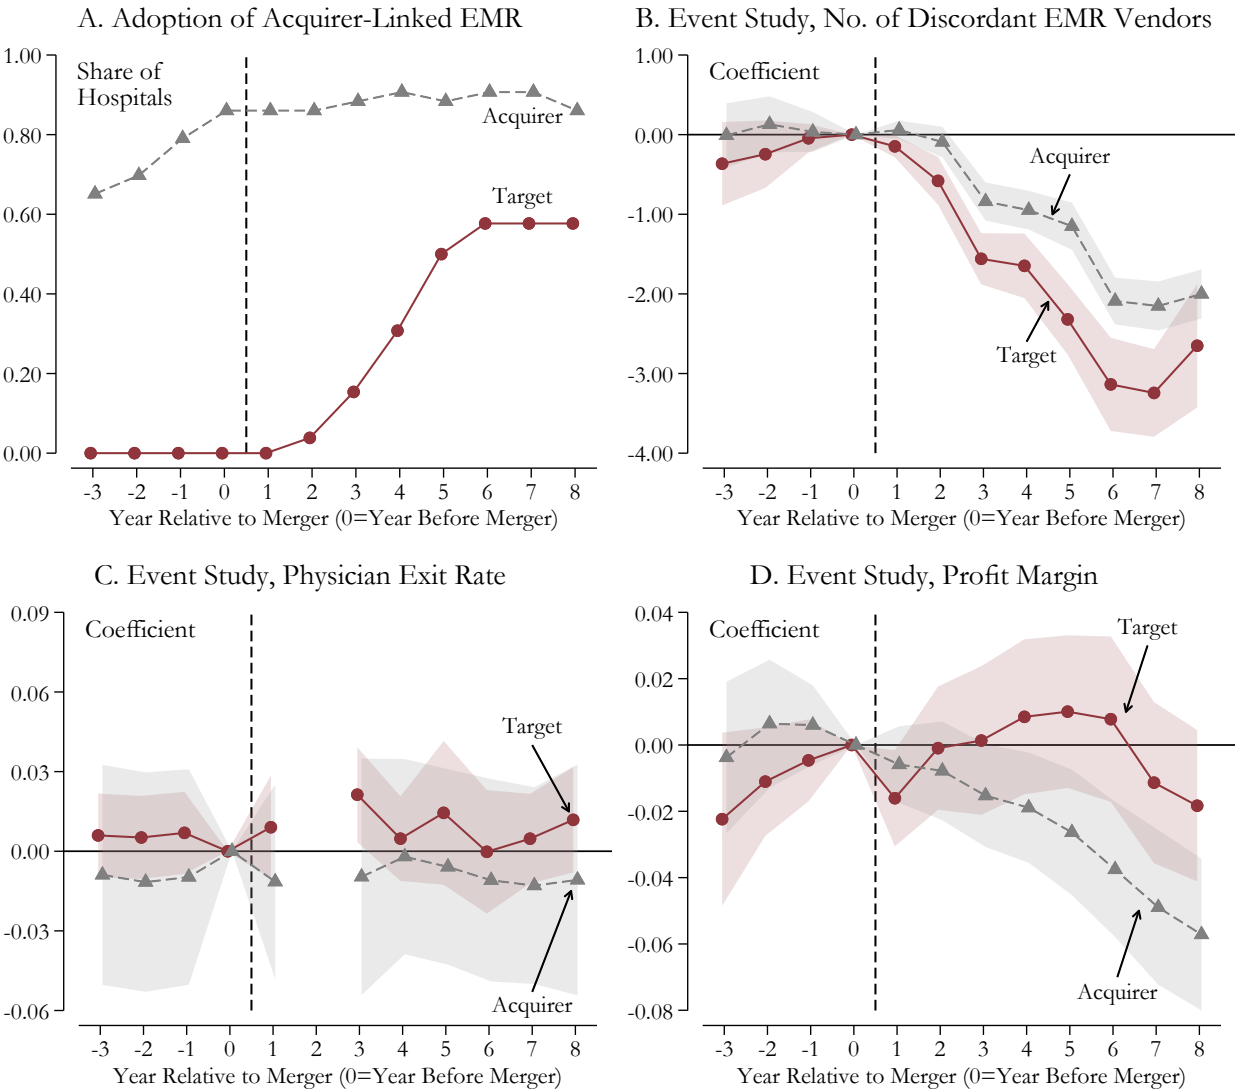 A. Adoption of Acquirer-Linked EMR
1.00
0.80
0.60
0.40
0.20
0.00
Share of
Hospitals
Acquirer
Target
-3 -2 -1 0 1 2 3 4 5 6 7 8
Year Relative to Merger (0=Year Before Merger)
B. Event Study, No. of Discordant EMR Vendors
1.00
0.00
-1.00
-2.00
-3.00
-4.00
Coefficient
Acquirer
Target
-3 -2 -1 0 1 2 3 4 5 6 7 8
Year Relative to Merger (0=Year Before Merger)
C. Event Study, Physician Exit Rate
0.09
0.06
0.03
0.00
-0.03
-0.06
Coefficient
Target
Acquirer
-3 -2 -1 0 1 2 3 4 5 6 7 8
Year Relative to Merger (0=Year Before Merger)
D. Event Study, Profit Margin
0.04
0.02
0.00
-0.02
-0.04
-0.06
-0.08
Coefficient
Target
Acquirer
-3 -2 -1 0 1 2 3 4 5 6 7 8
Year Relative to Merger (0=Year Before Merger)